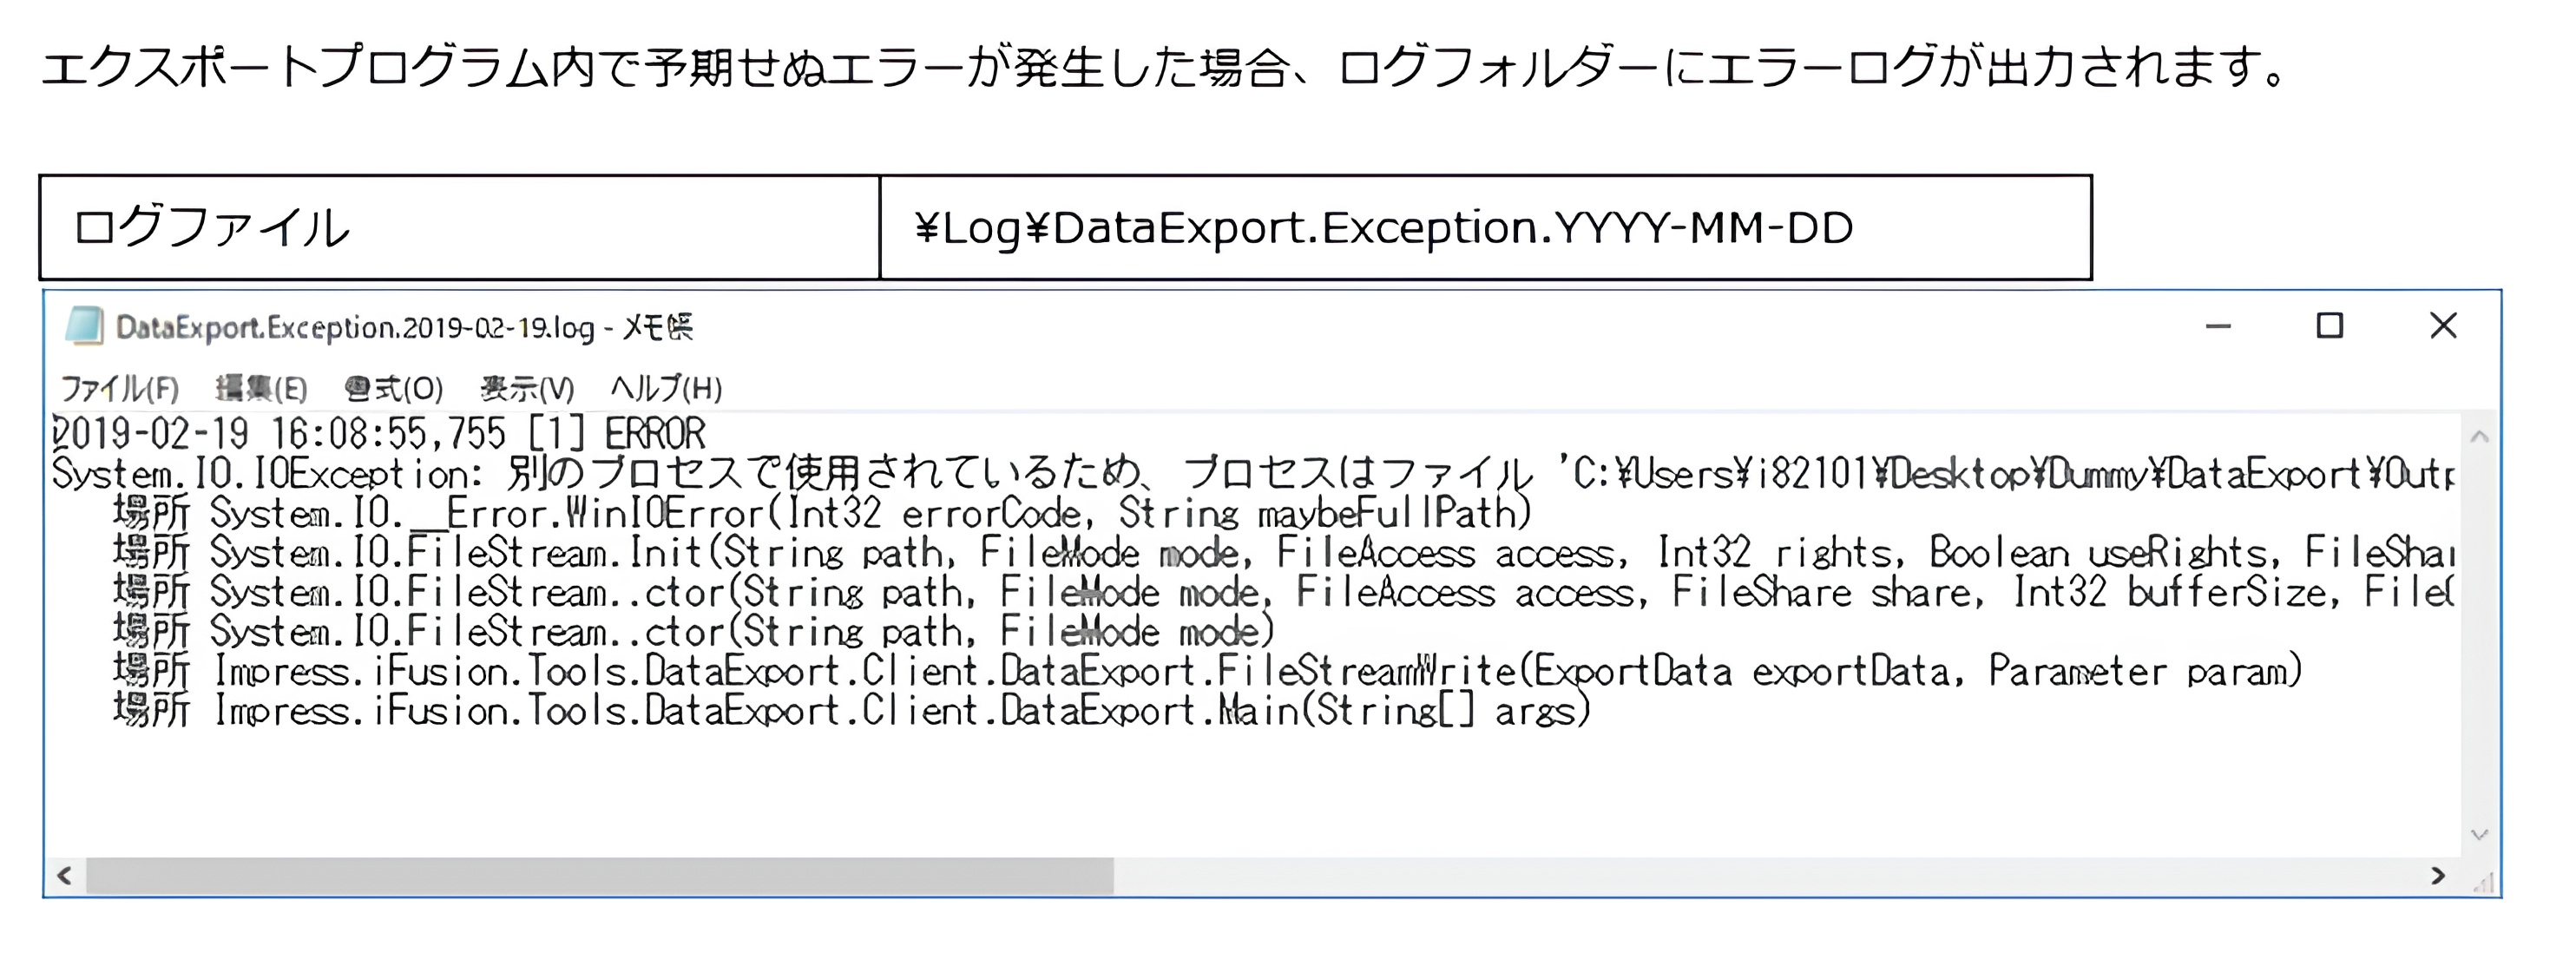 エクスポートプログラム内で予期せぬエラーが発生した場合、ログフォルダーにエラーログが出力されます。
ログファイル ¥Log¥DataExport.Exception.YYYY-MM-DD
DataExport.Exception.2019-02-19.log - メモ帳
ファイル(F) 編集(E) 書式(O) 表示(V) ヘルプ(H)
2019-02-19 16:08:55,755 [1] ERROR
System.IO.IOException: 別のプロセスで使用されているため、プロセスはファイル 'C:¥Users¥i82101¥Desktop¥Dummy¥DataExport¥Outp
場所 System.IO.__Error.WinIOError(Int32 errorCode, String maybeFullPath)
場所 System.IO.FileStream.Init(String path, FileMode mode, FileAccess access, Int32 rights, Boolean useRights, FileShar
場所 System.IO.FileStream..ctor(String path, FileMode mode, FileAccess access, FileShare share, Int32 bufferSize, FileO
場所 System.IO.FileStream..ctor(String path, FileMode mode)
場所 Impress.iFusion.Tools.DataExport.Client.DataExport.FileStreamWrite(ExportData exportData, Parameter param)
場所 Impress.iFusion.Tools.DataExport.Client.DataExport.Main(String[] args)